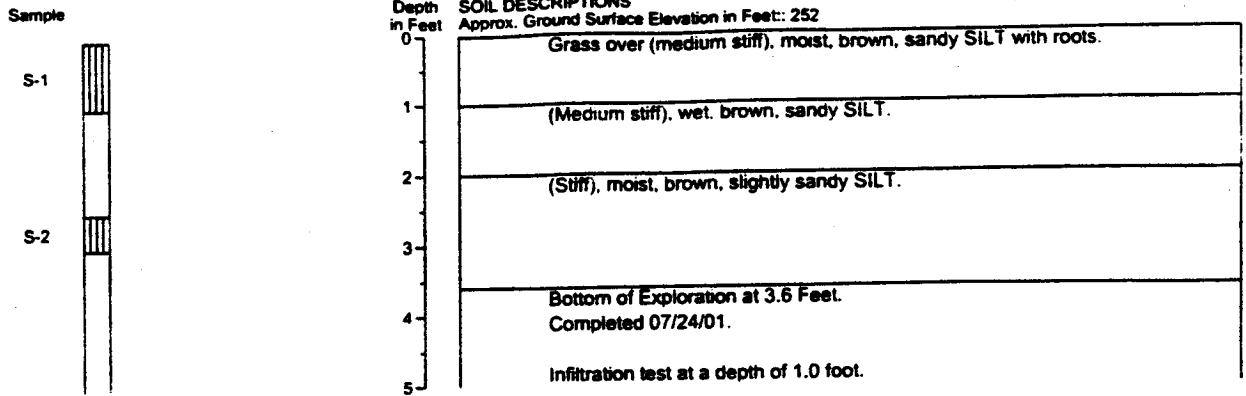 Sample
Depth
in Feet
SOIL DESCRIPTIONS
Approx. Ground Surface Elevation in Feet:: 252
0
Grass over (medium stiff), moist, brown, sandy SILT with roots.
S-1
1
(Medium stiff), wet. brown, sandy SILT.
2
(Stiff), moist, brown, slightly sandy SILT.
S-2
3
Bottom of Exploration at 3.6 Feet.
4
Completed 07/24/01.
Infiltration test at a depth of 1.0 foot.
5